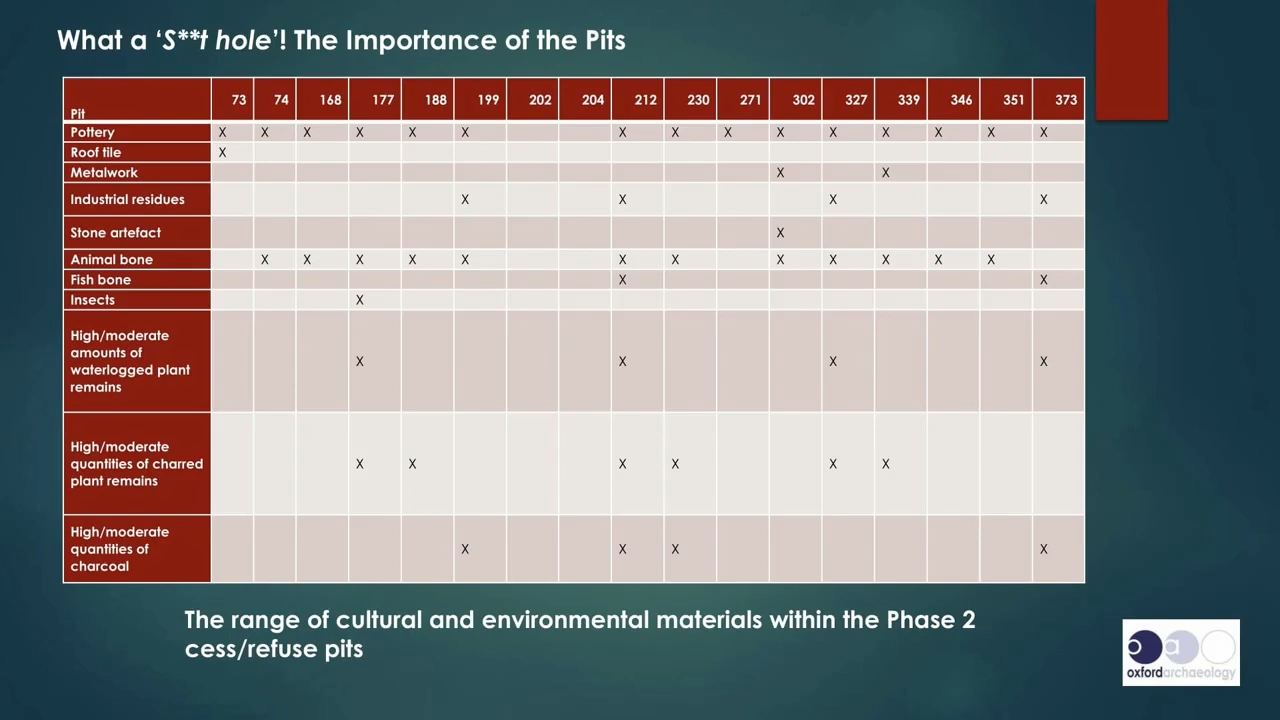 What a ‘S**t hole’! The Importance of the Pits
Pit 73 74 168 177 188 199 202 204 212 230 271 302 327 339 346 351 373
Pottery X X X X X X X X X X X X X X X
Roof tile X
Metalwork X X
Industrial residues X X X X
Stone artefact X
Animal bone X X X X X X X X X X X X
Fish bone X X
Insects X
High/moderate
amounts of
waterlogged plant X X X X
remains
High/moderate
quantities of charred X X X X X X
plant remains
High/moderate
quantities of X X X X
charcoal
The range of cultural and environmental materials within the Phase 2
cess/refuse pits
o a
oxfordarchaeology